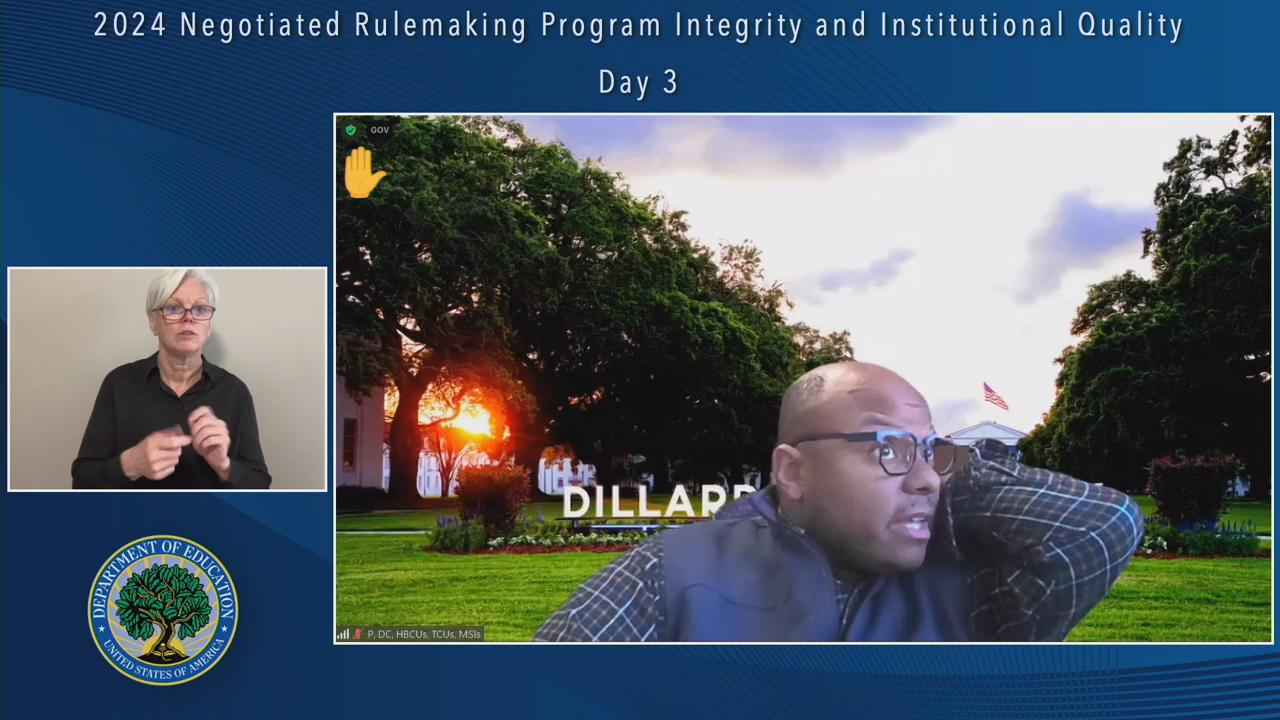 2024 Negotiated Rulemaking Program Integrity and Institutional Quality
Day 3
GOV
DILLARD
P, DC, HBCUs, TCUs, MSIs
DEPARTMENT OF EDUCATION
UNITED STATES OF AMERICA